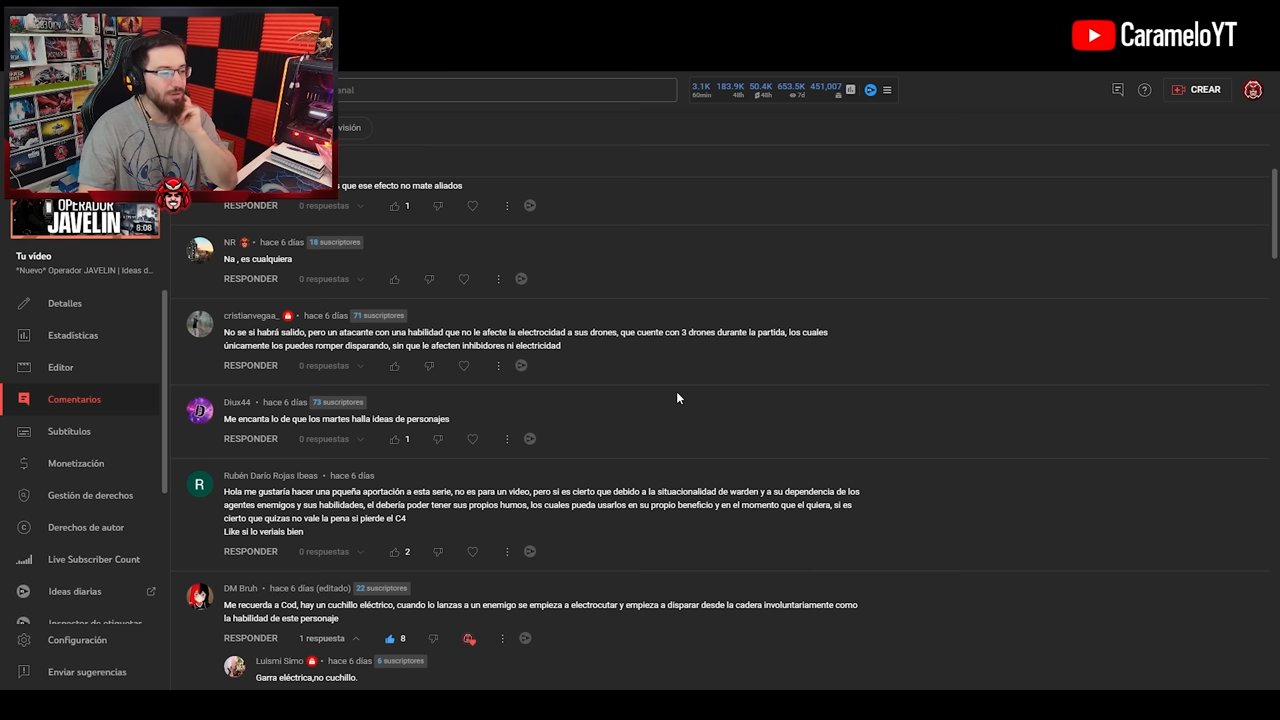 CarameloYT
anal
3.1K 183.9K 50.4K 653.5K 451,007
60min 48h 48h 7d
CREAR
visión
que ese efecto no mate aliados
RESPONDER 0 respuestas 1
OPERADOR
JAVELIN
8:08
Tu vídeo
*Nuevo* Operador JAVELIN | Ideas d...
Detalles
Estadísticas
Editor
Comentarios
Subtítulos
Monetización
Gestión de derechos
Derechos de autor
Live Subscriber Count
Ideas diarias
Inspector de etiquetas
Configuración
Enviar sugerencias
NR • hace 6 días 18 suscriptores
Na , es cualquiera
RESPONDER 0 respuestas
cristianvegaa_ • hace 6 días 71 suscriptores
No se si habrá salido, pero un atacante con una habilidad que no le afecte la electrocidad a sus drones, que cuente con 3 drones durante la partida, los cuales
únicamente los puedes romper disparando, sin que le afecten inhibidores ni electricidad
RESPONDER 0 respuestas
Diux44 • hace 6 días 73 suscriptores
Me encanta lo de que los martes halla ideas de personajes
RESPONDER 0 respuestas 1
R
Rubén Darío Rojas Ibeas • hace 6 días
Hola me gustaría hacer una pqueña aportación a esta serie, no es para un video, pero si es cierto que debido a la situacionalidad de warden y a su dependencia de los
agentes enemigos y sus habilidades, el debería poder tener sus propios humos, los cuales pueda usarlos en su propio beneficio y en el momento que el quiera, si es
cierto que quizas no vale la pena si pierde el C4
Like si lo veriais bien
RESPONDER 0 respuestas 2
DM Bruh • hace 6 días (editado) 22 suscriptores
Me recuerda a Cod, hay un cuchillo eléctrico, cuando lo lanzas a un enemigo se empieza a electrocutar y empieza a disparar desde la cadera involuntariamente como
la habilidad de este personaje
RESPONDER 1 respuesta 8
Luismi Simo • hace 6 días 6 suscriptores
Garra eléctrica,no cuchillo.